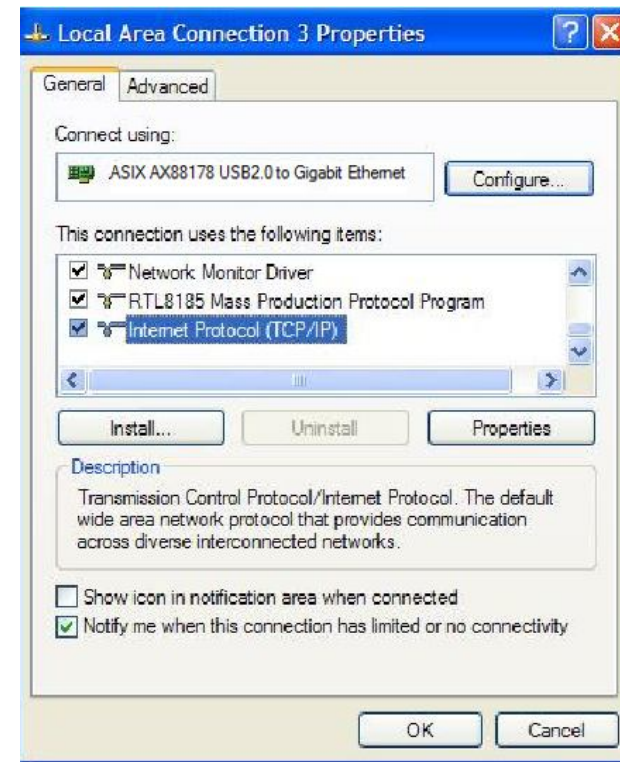 Local Area Connection 3 Properties
General Advanced
Connect using:
ASIX AX88178 USB2.0 to Gigabit Ethernet
Configure...
This connection uses the following items:
Network Monitor Driver
RTL8185 Mass Production Protocol Program
Internet Protocol (TCP/IP)
Install... Uninstall Properties
Description
Transmission Control Protocol/Internet Protocol. The default
wide area network protocol that provides communication
across diverse interconnected networks.
Show icon in notification area when connected
Notify me when this connection has limited or no connectivity
OK Cancel